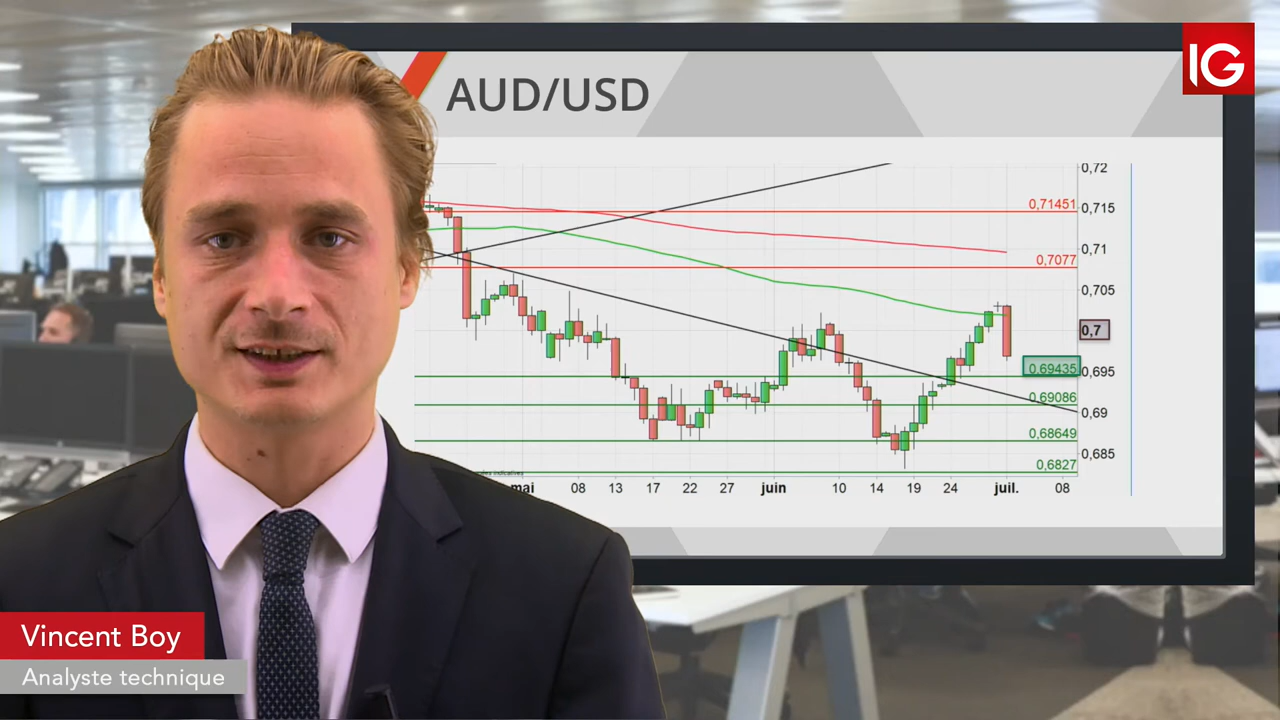 IG
AUD/USD
0,72
0,71451
0,715
0,71
0,7077
0,705
0,7
0,69435
0,695
0,69086
0,69
0,68649
0,685
0,6827
indicatives
mai 08 13 17 22 27 juin 10 14 19 24 juil. 08
Vincent Boy
Analyste technique